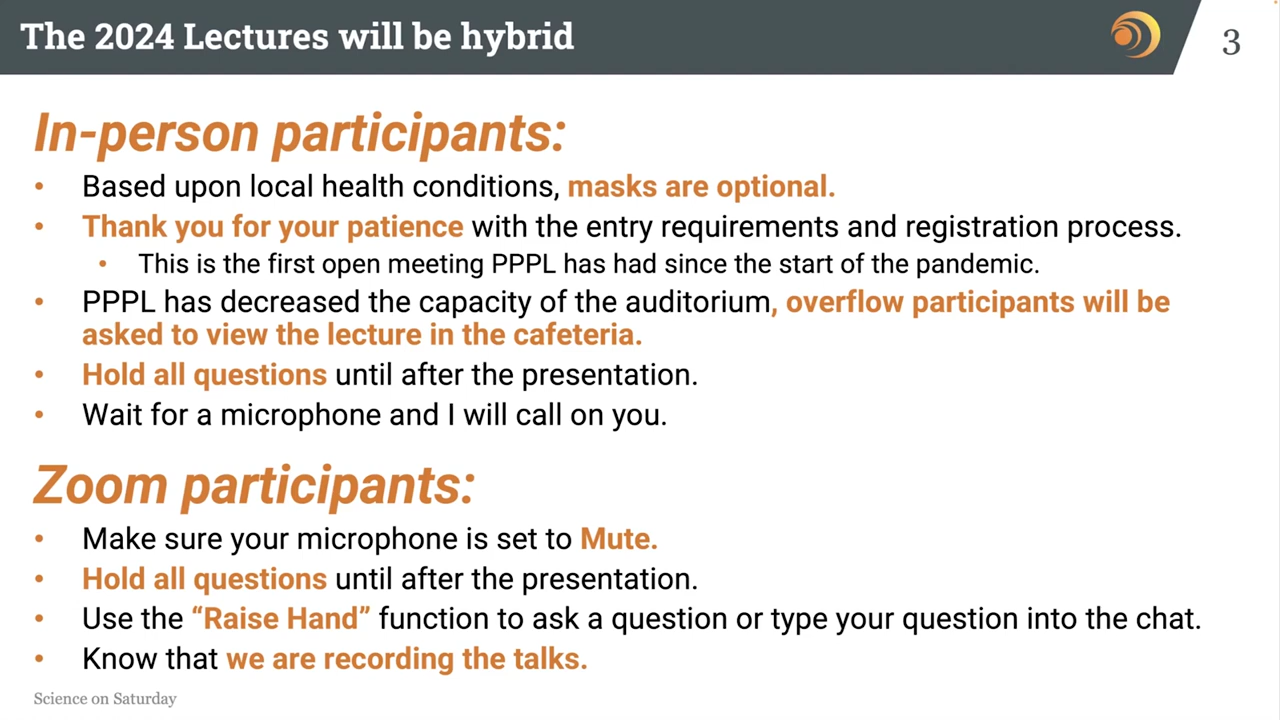 The 2024 Lectures will be hybrid
3
In-person participants:
• Based upon local health conditions, masks are optional.
• Thank you for your patience with the entry requirements and registration process.
• This is the first open meeting PPPL has had since the start of the pandemic.
• PPPL has decreased the capacity of the auditorium, overflow participants will be
asked to view the lecture in the cafeteria.
• Hold all questions until after the presentation.
• Wait for a microphone and I will call on you.
Zoom participants:
• Make sure your microphone is set to Mute.
• Hold all questions until after the presentation.
• Use the “Raise Hand” function to ask a question or type your question into the chat.
• Know that we are recording the talks.
Science on Saturday